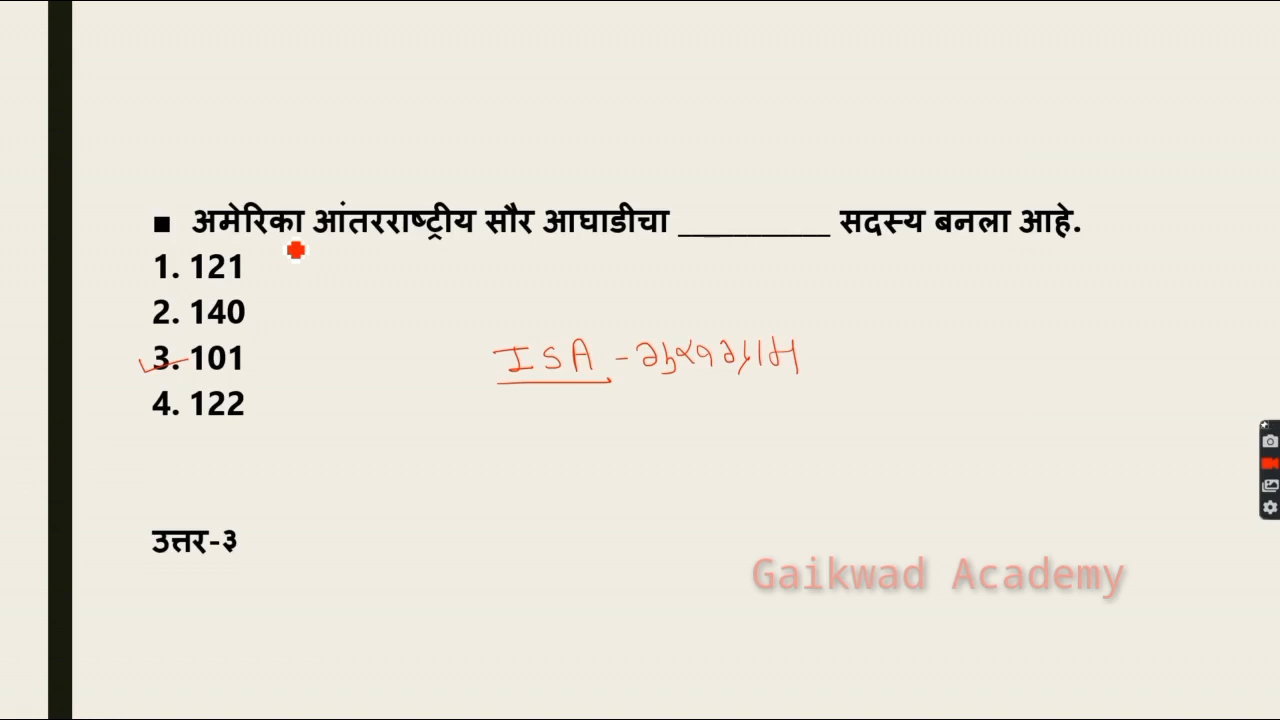 ■ अमेरिका आंतरराष्ट्रीय सौर आघाडीचा __________ सदस्य बनला आहे.
1. 121
2. 140
3. 101
ISA -
4. 122
उत्तर-३
Gaikwad Academy